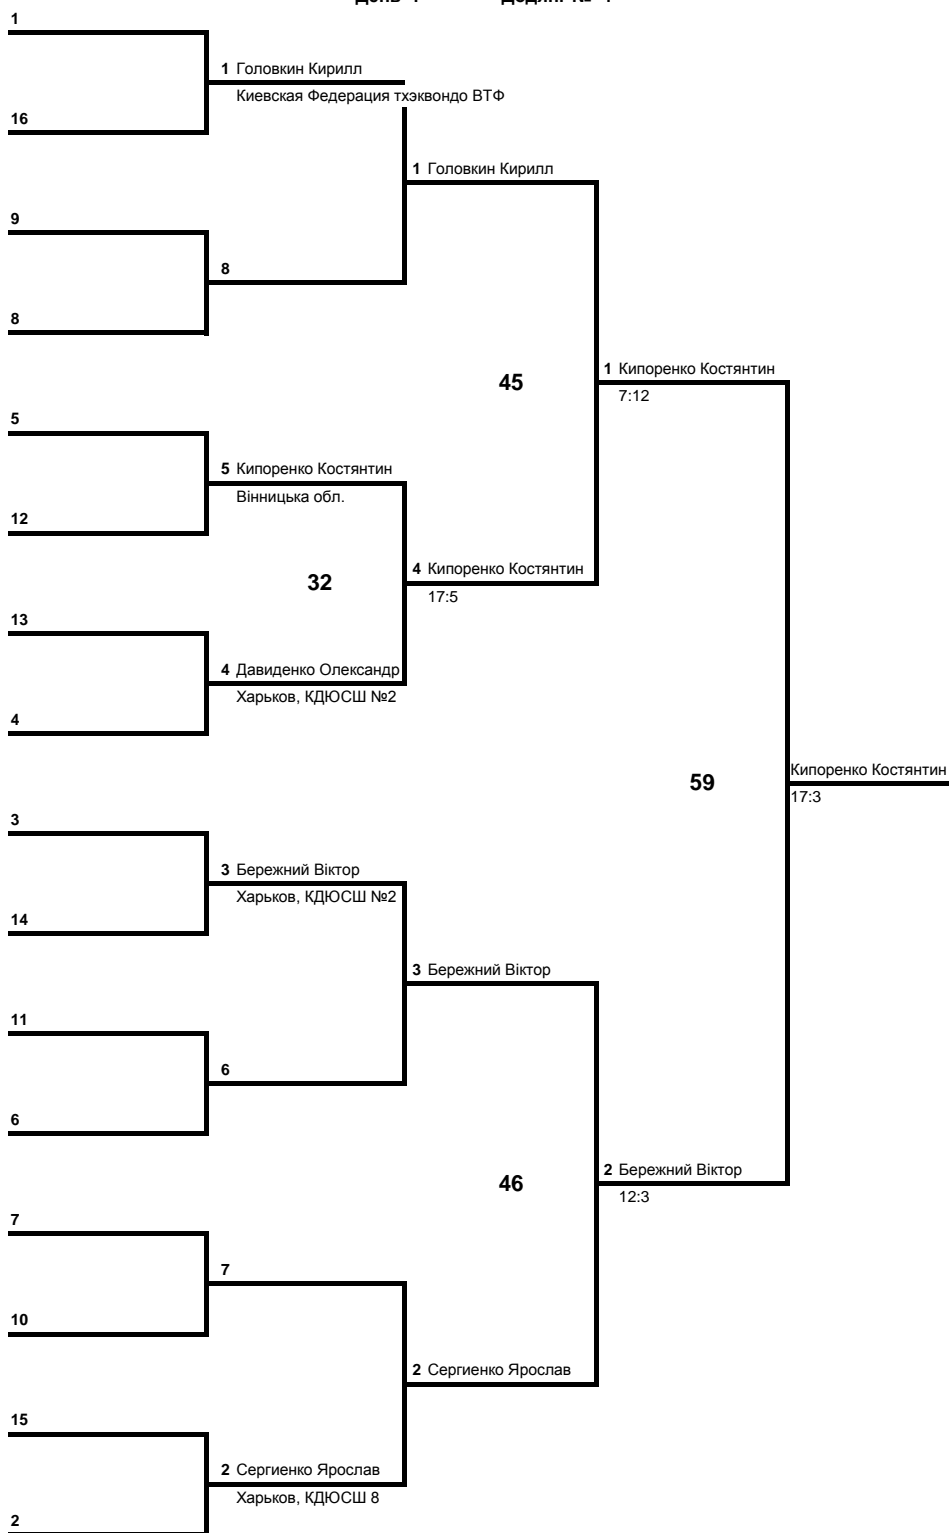 1
1 Головкин Кирилл
Киевская Федерация тхэквондо ВТФ
16
1 Головкин Кирилл
9
8
8
45
1 Кипоренко Костянтин
7:12
5
5 Кипоренко Костянтин
Вінницька обл.
12
32
4 Кипоренко Костянтин
17:5
13
4 Давиденко Олександр
Харьков, КДЮСШ №2
4
59
Кипоренко Костянтин
17:3
3
3 Бережний Віктор
Харьков, КДЮСШ №2
14
3 Бережний Віктор
11
6
6
46
2 Бережний Віктор
12:3
7
7
10
2 Сергиенко Ярослав
15
2 Сергиенко Ярослав
Харьков, КДЮСШ 8
2